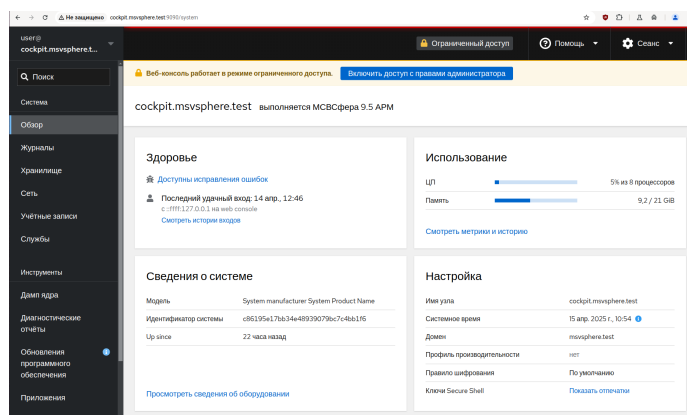 Не защищено cockpit.msvsphere.test:9090/system
user@
cockpit.msvsphere.t...
Ограниченный доступ
Помощь
Сеанс
Поиск
Веб-консоль работает в режиме ограниченного доступа.
Включить доступ с правами администратора
Система
Обзор
Журналы
Хранилище
Сеть
Учётные записи
Службы
Инструменты
Дамп ядра
Диагностические
отчёты
Обновления
программного
обеспечения
Приложения
cockpit.msvsphere.test выполняется МСВСфера 9.5 АРМ
Здоровье
Доступны исправления ошибок
Последний удачный вход: 14 апр., 12:46
с ::ffff:127.0.0.1 на web console
Смотреть истории входов
Использование
ЦП 5% из 8 процессоров
Память 9,2 / 21 GiB
Смотреть метрики и историю
Сведения о системе
Модель System manufacturer System Product Name
Идентификатор системы c86195e17bb34e48939079bc7c4bb1f6
Up since 22 часа назад
Просмотреть сведения об оборудовании
Настройка
Имя узла cockpit.msvsphere.test
Системное время 15 апр. 2025 г., 10:54
Домен msvsphere.test
Профиль производительности нет
Правило шифрования По умолчанию
Ключи Secure Shell Показать отпечатки